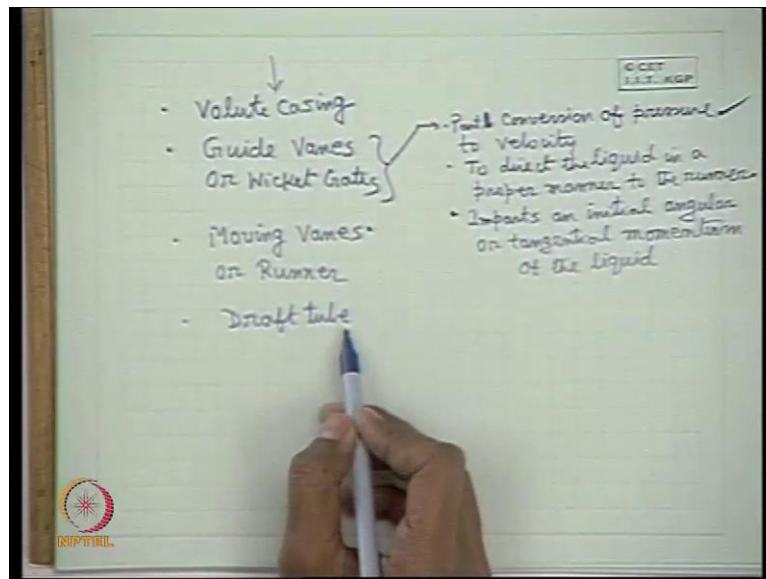 © CET
I.I.T. KGP
· Volute Casing
· Guide Vanes
Or Wicket Gates
- Partl Conversion of pressure
to velocity
- To direct the liquid in a
proper manner to the runner
· Imparts an initial angular
or tangential momentum
of the liquid
· Moving Vanes
or Runner
- Draft tube
NPTEL